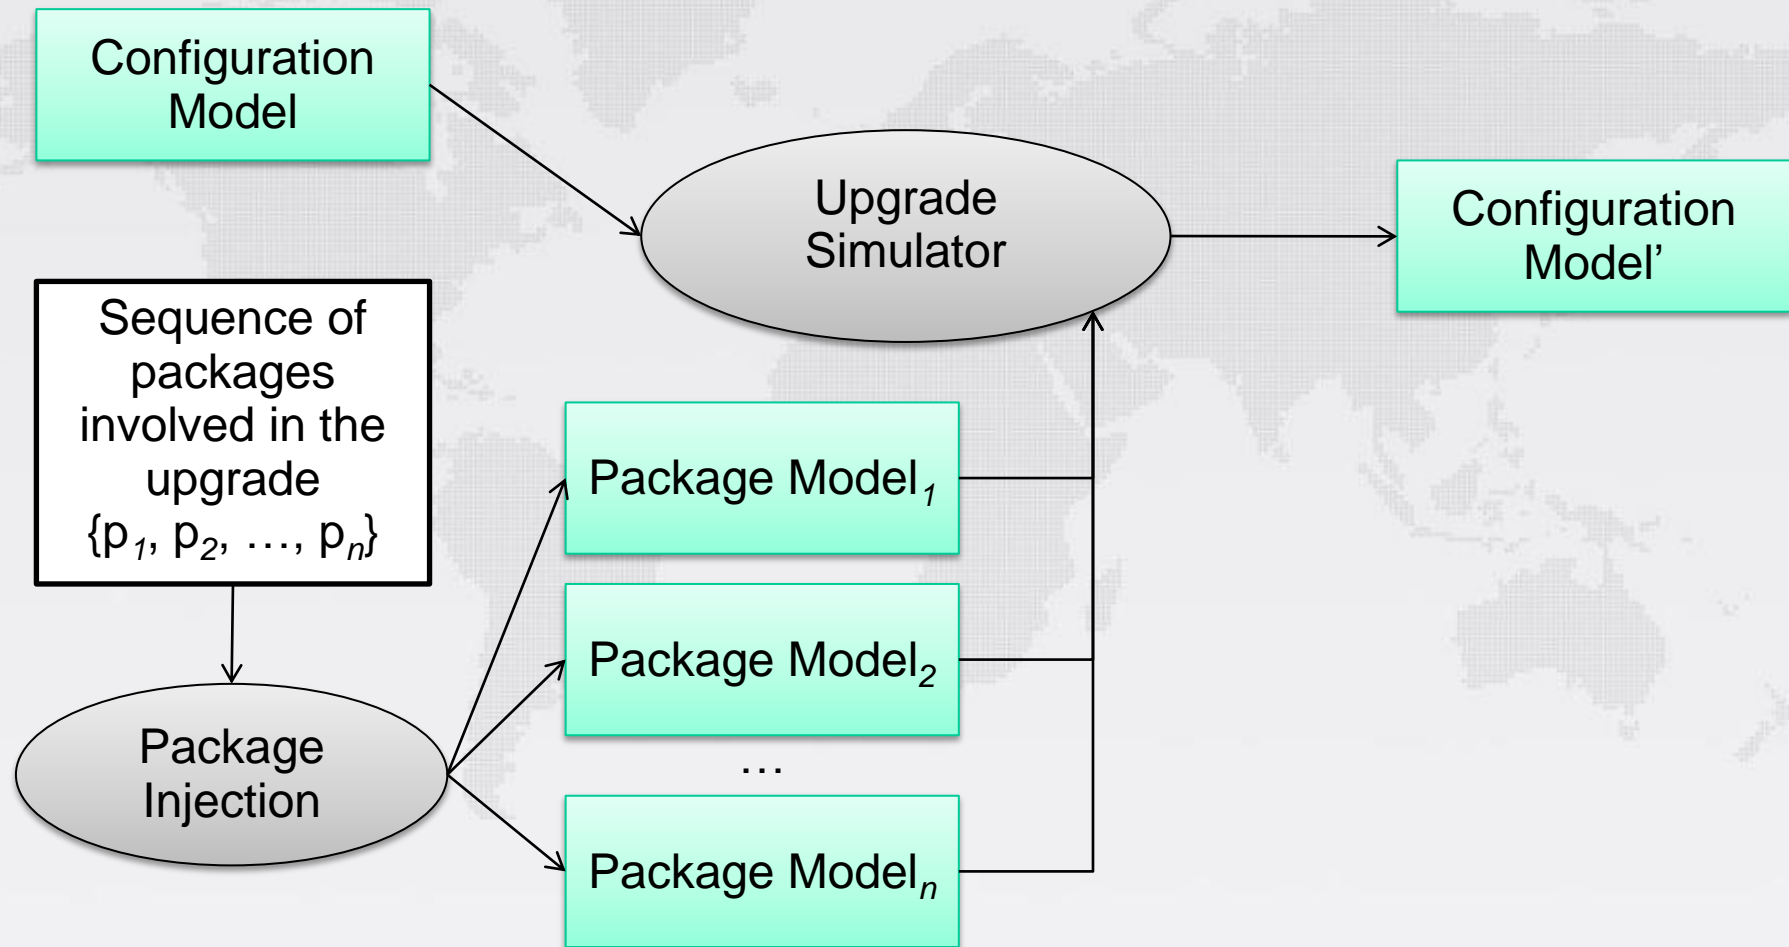 Configuration
Model
Upgrade
Simulator
Configuration
Model’
Sequence of
packages
involved in the
upgrade
{p1, p2, …, pn}
Package Model1
Package Model2
…
Package Modeln
Package
Injection